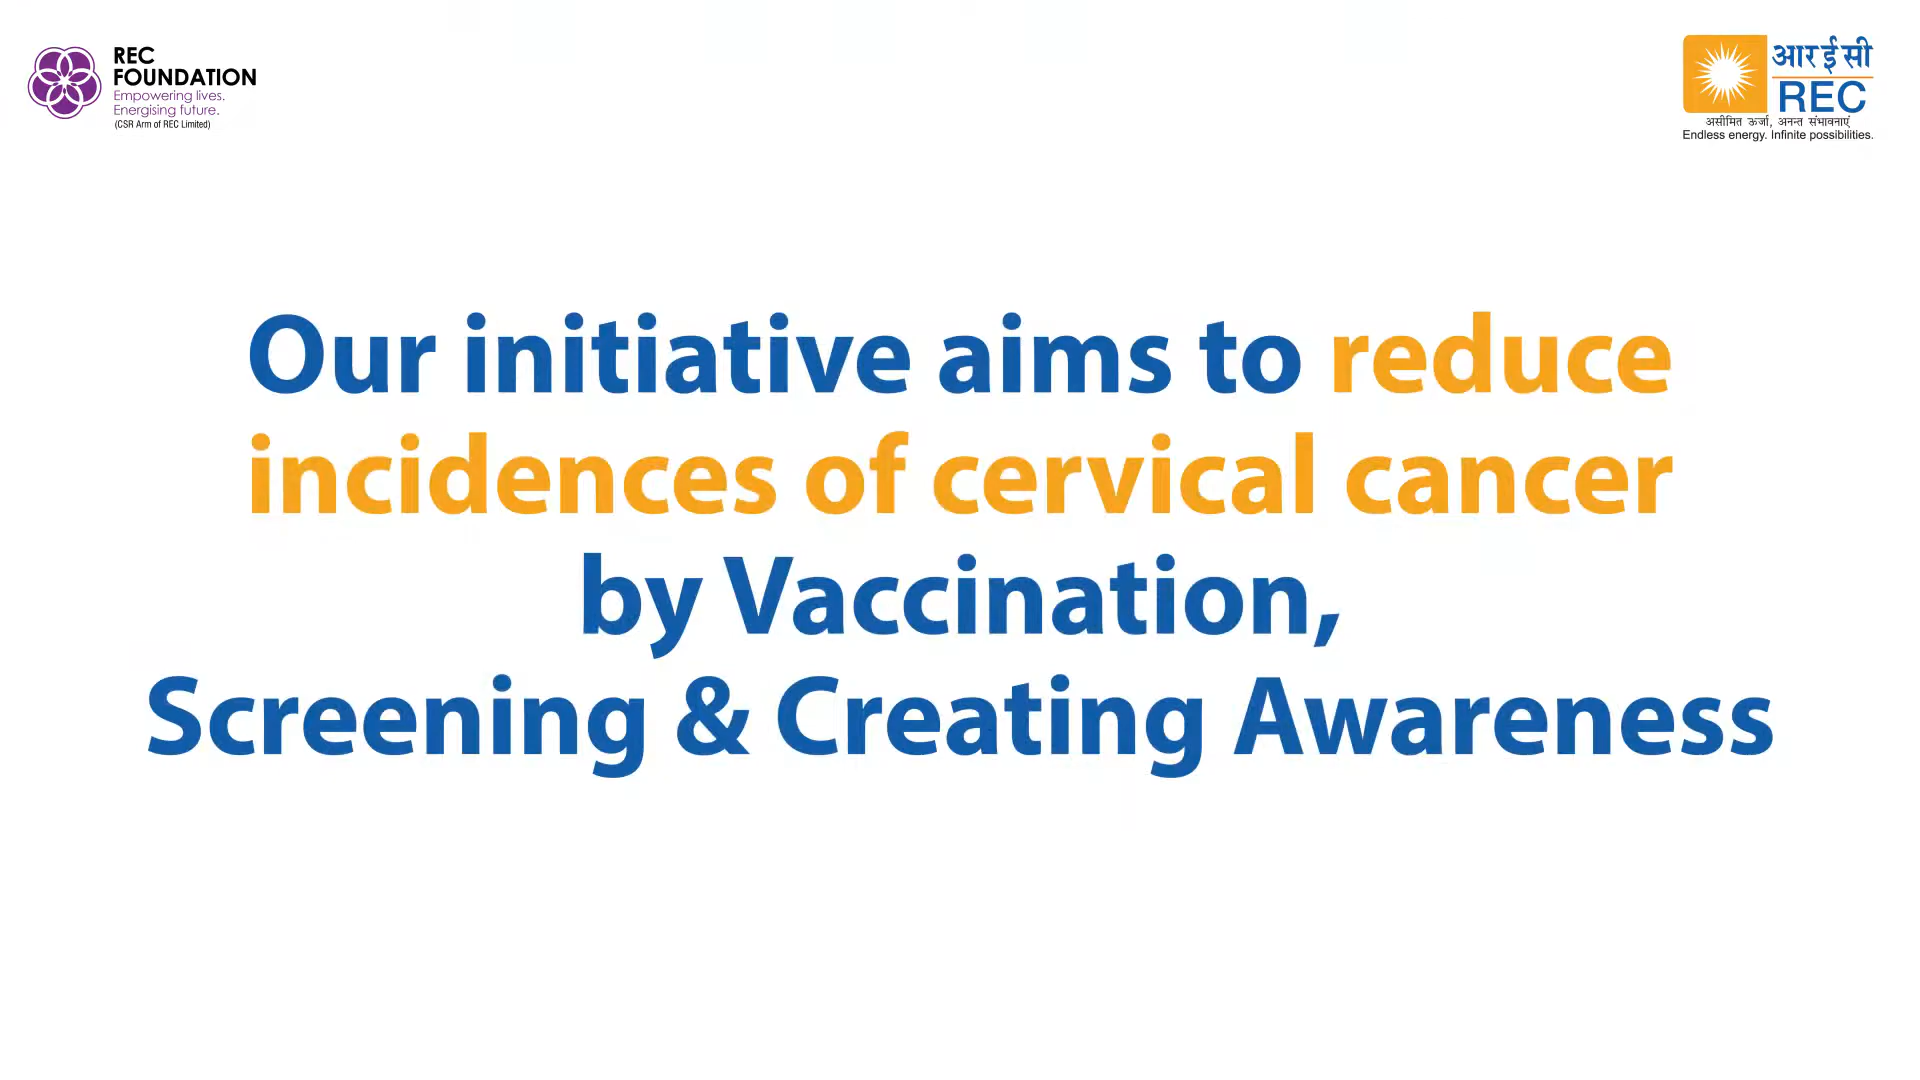 REC
FOUNDATION
Empowering lives.
Energising future.
(CSR Arm of REC Limited)
आर ई सी
REC
असीमित ऊर्जा, अनन्त संभावनाएं
Endless energy. Infinite possibilities.
Our initiative aims to reduce
incidences of cervical cancer
by Vaccination,
Screening & Creating Awareness